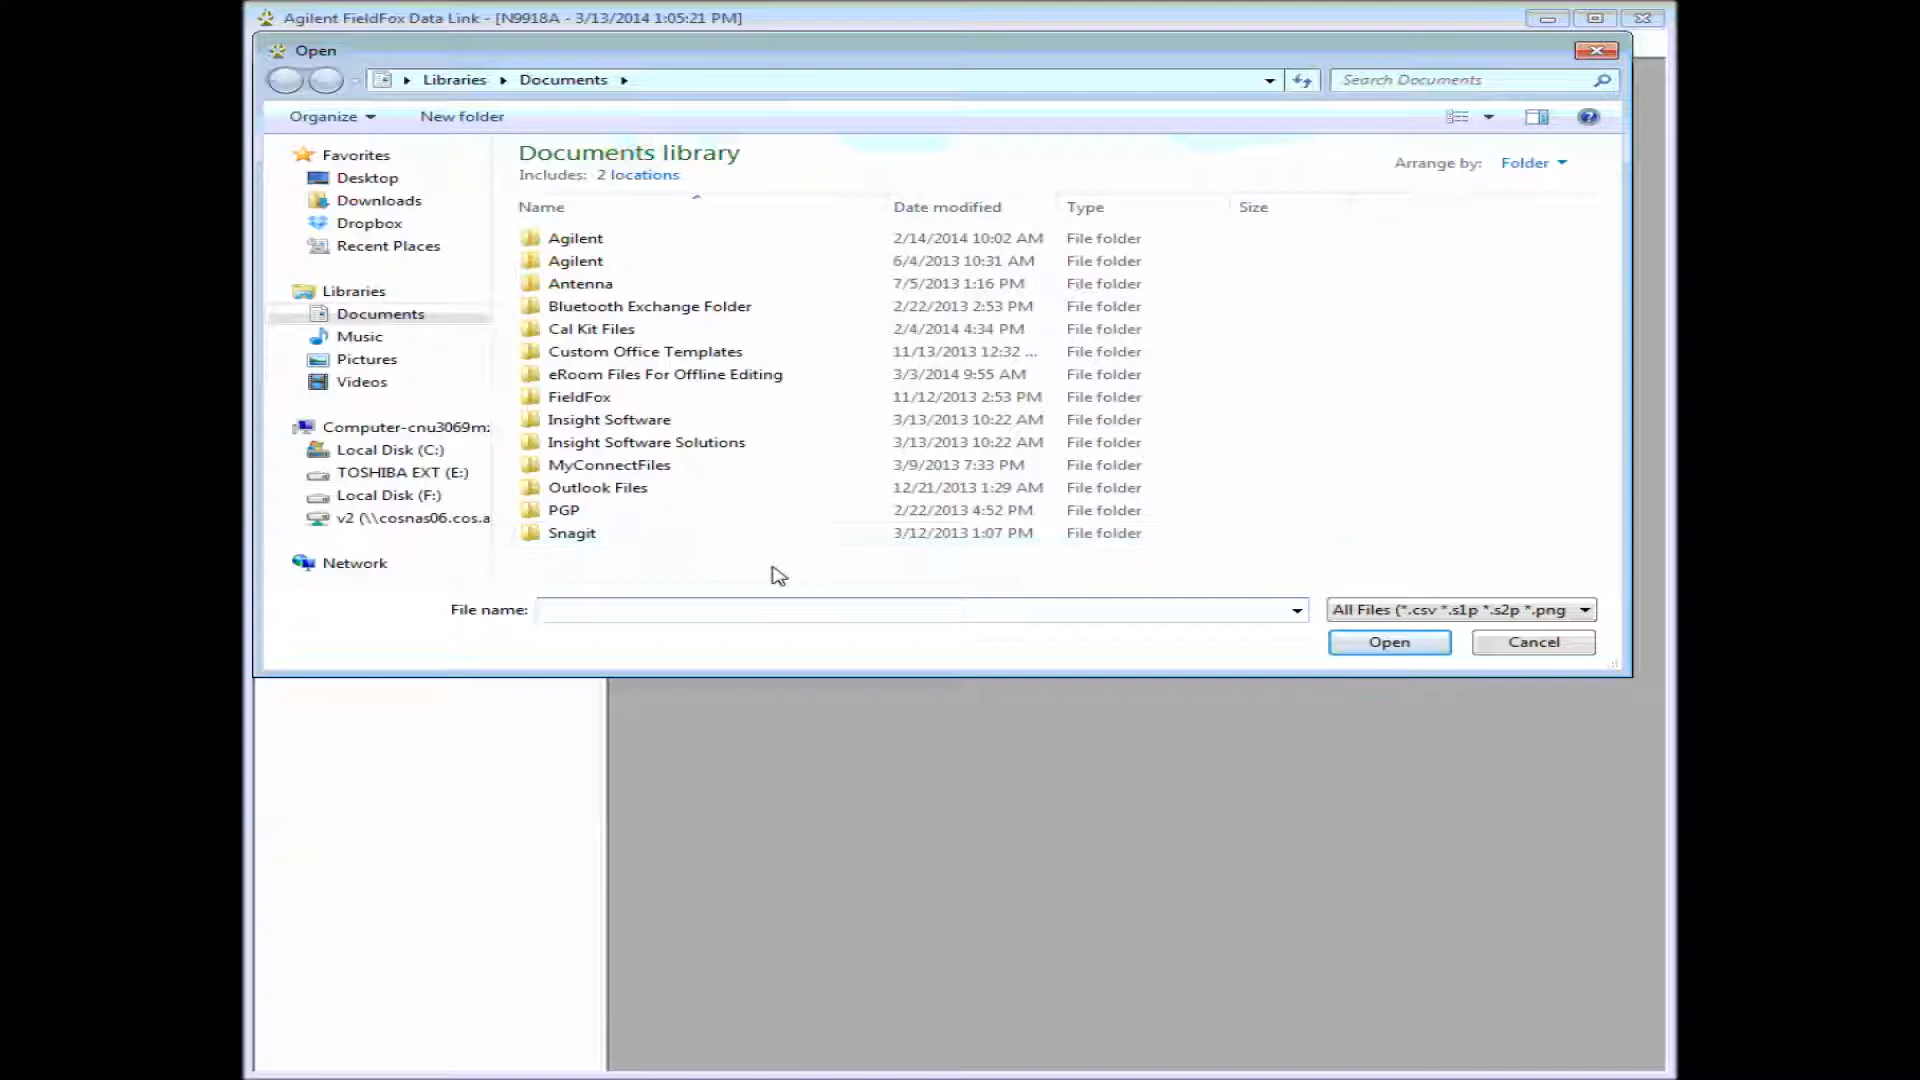 Agilent FieldFox Data Link - [N9918A - 3/13/2014 1:05:21 PM]
Open
Libraries Documents
Search Documents
Organize New folder
Favorites
Desktop
Downloads
Dropbox
Recent Places
Libraries
Documents
Music
Pictures
Videos
Computer-cnu3069m
Local Disk (C:)
TOSHIBA EXT (E:)
Local Disk (F:)
v2 (\\cosnas06.cos.a
Network
Documents library
Includes: 2 locations
Arrange by: Folder
Name Date modified Type Size
Agilent 2/14/2014 10:02 AM File folder
Agilent 6/4/2013 10:31 AM File folder
Antenna 7/5/2013 1:16 PM File folder
Bluetooth Exchange Folder 2/22/2013 2:53 PM File folder
Cal Kit Files 2/4/2014 4:34 PM File folder
Custom Office Templates 11/13/2013 12:32 ... File folder
eRoom Files For Offline Editing 3/3/2014 9:55 AM File folder
FieldFox 11/12/2013 2:53 PM File folder
Insight Software 3/13/2013 10:22 AM File folder
Insight Software Solutions 3/13/2013 10:22 AM File folder
MyConnectFiles 3/9/2013 7:33 PM File folder
Outlook Files 12/21/2013 1:29 AM File folder
PGP 2/22/2013 4:52 PM File folder
Snagit 3/12/2013 1:07 PM File folder
File name: All Files (*.csv *.s1p *.s2p *.png
Open Cancel